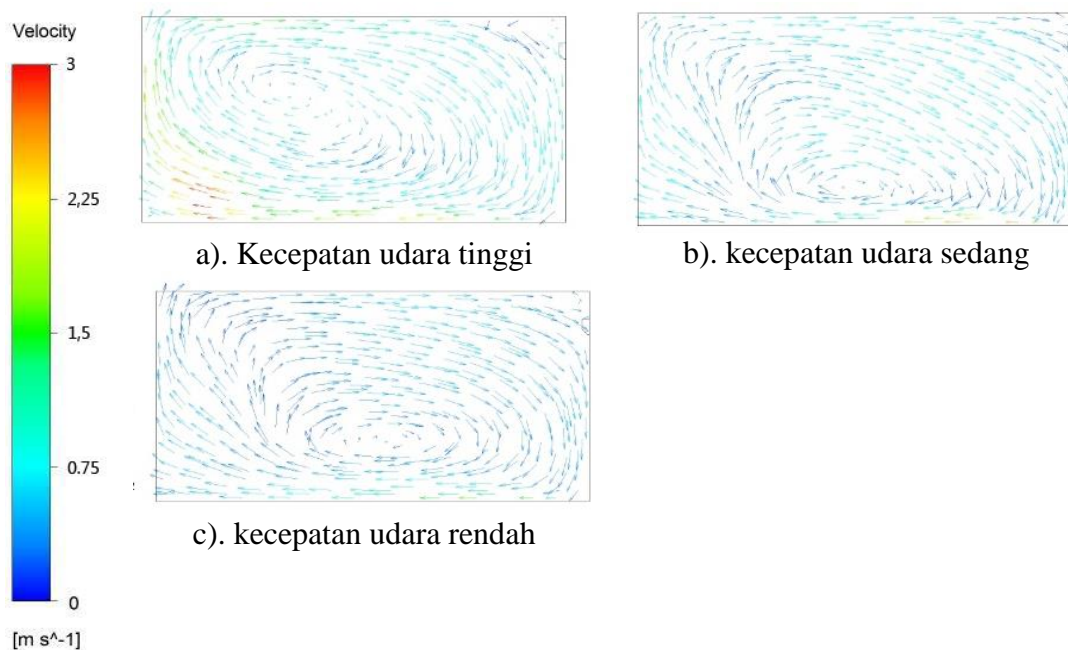 Velocity
3
2,25
1,5
0.75
0
[m s^-1]
a). Kecepatan udara tinggi
b). kecepatan udara sedang
c). kecepatan udara rendah